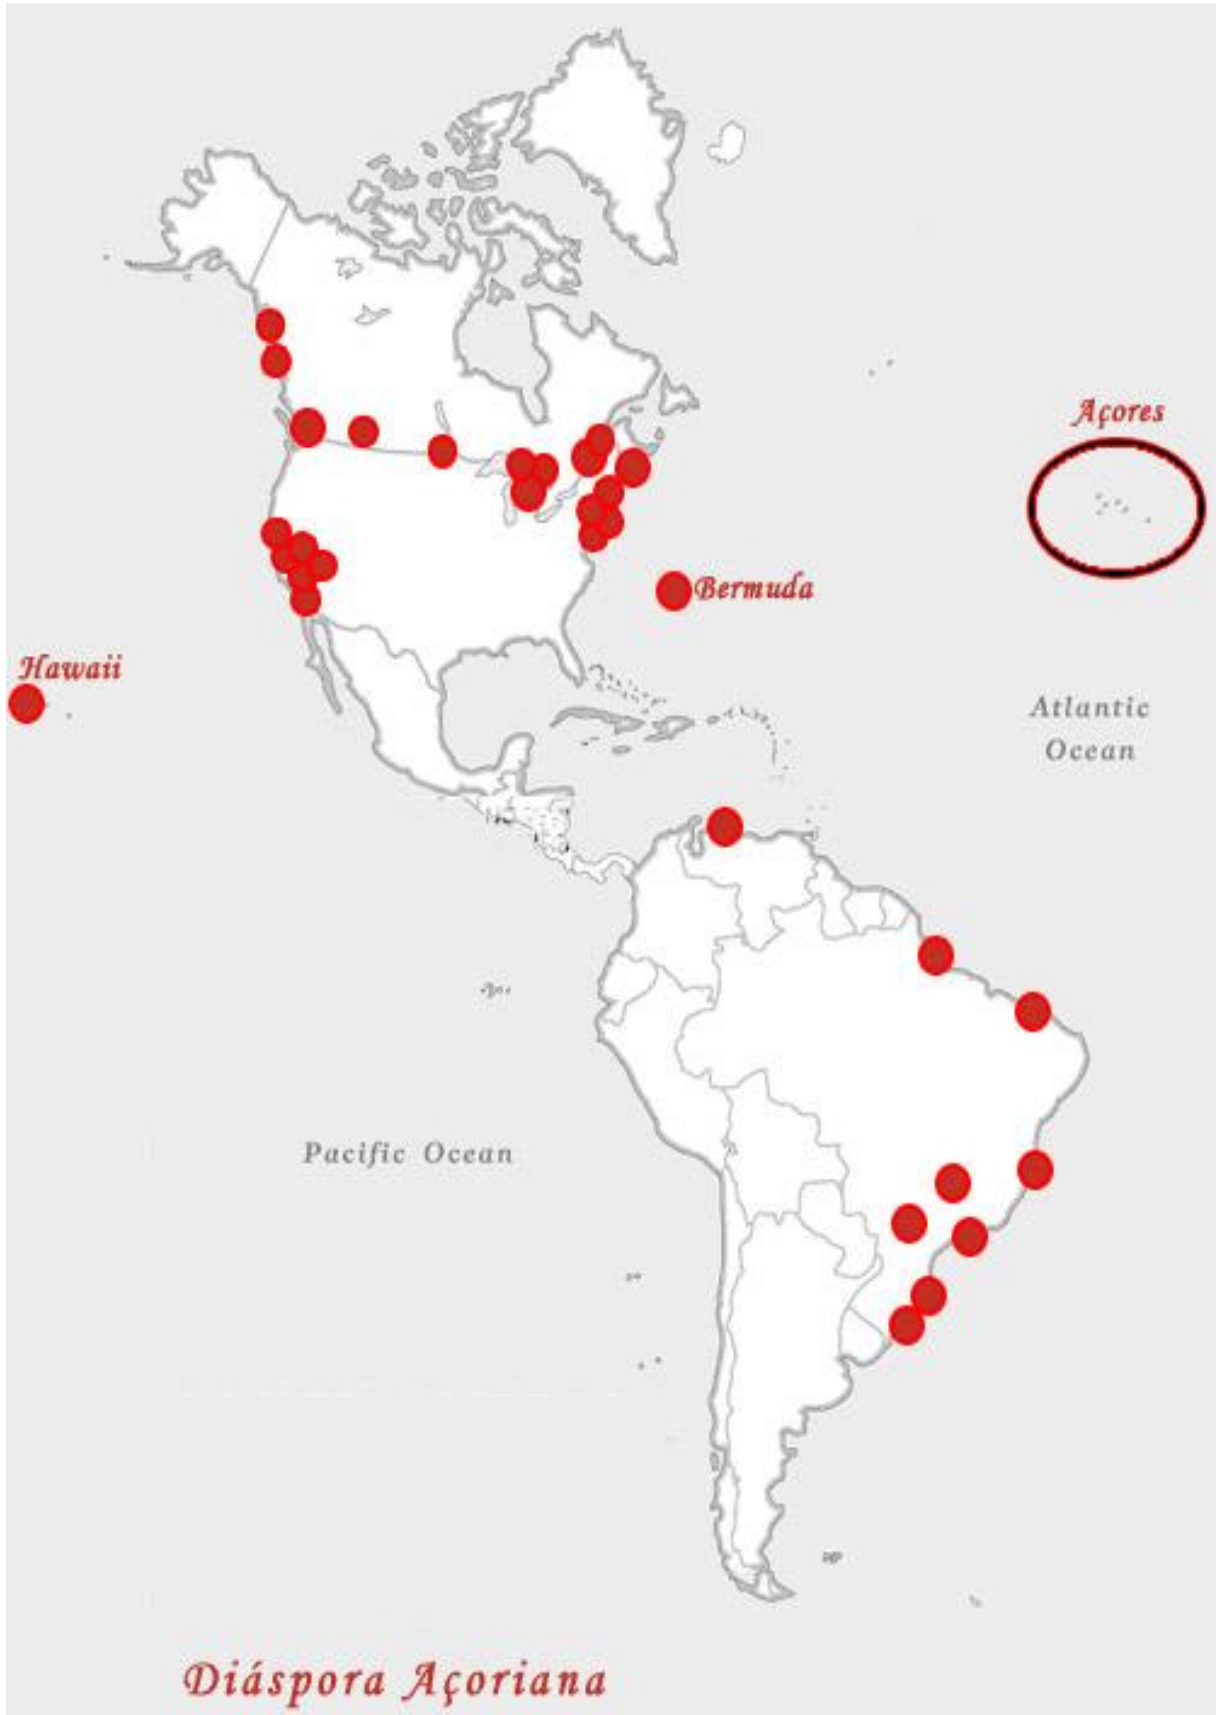 Açores
Bermuda
Hawaii
Atlantic
Ocean
Pacific Ocean
Diáspora Açoriana